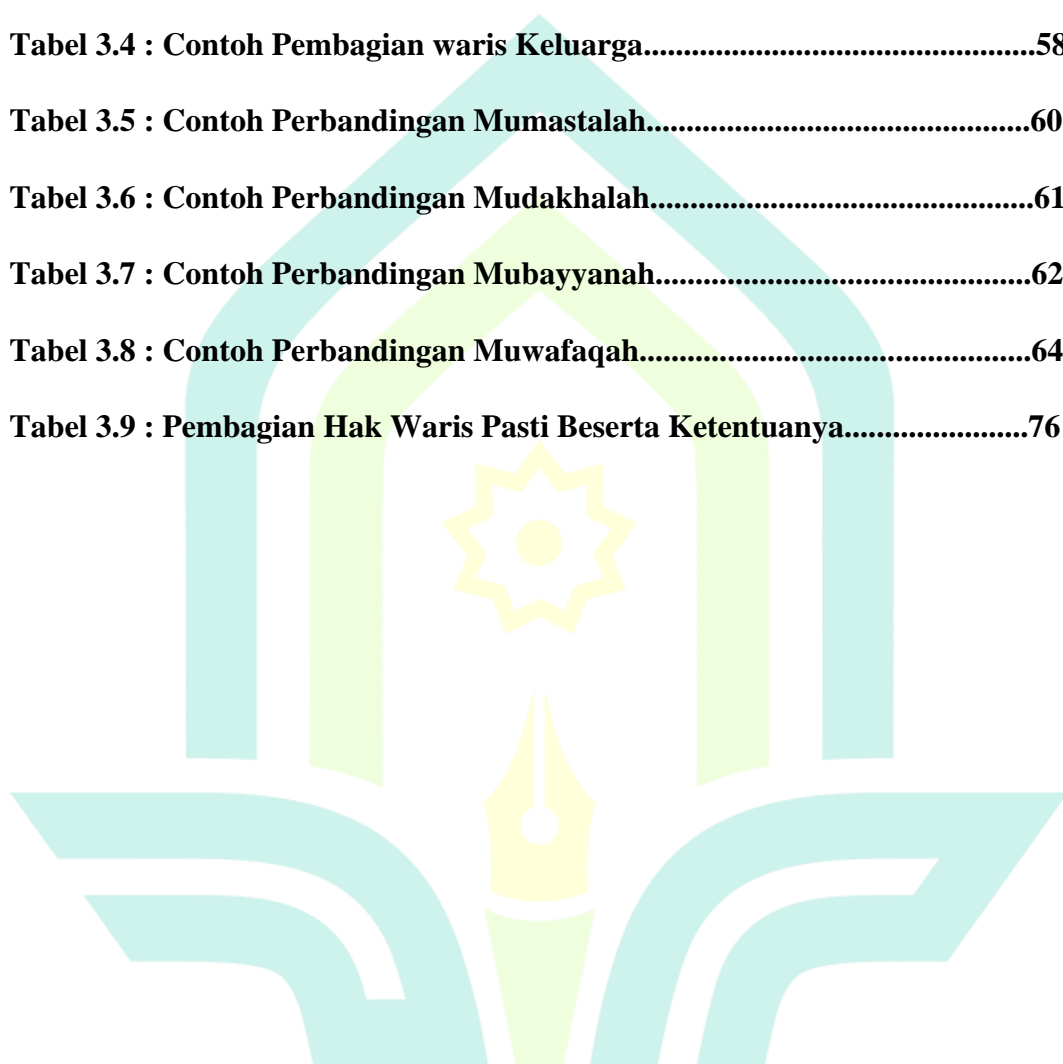 Tabel 3.4 : Contoh Pembagian waris Keluarga.................................................58
Tabel 3.5 : Contoh Perbandingan Mumastalah................................................60
Tabel 3.6 : Contoh Perbandingan Mudakhalah................................................61
Tabel 3.7 : Contoh Perbandingan Mubayyanah...............................................62
Tabel 3.8 : Contoh Perbandingan Muwafaqah.................................................64
Tabel 3.9 : Pembagian Hak Waris Pasti Beserta Ketentuanya.......................76